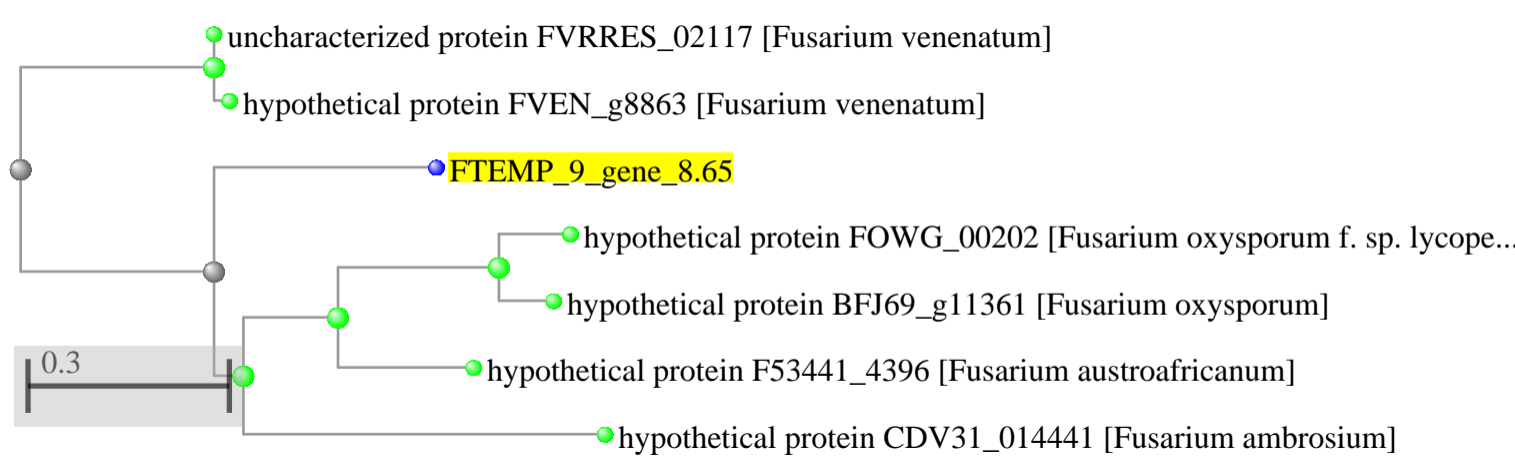 uncharacterized protein FVRRES_02117 [Fusarium venenatum]
hypothetical protein FVEN_g8863 [Fusarium venenatum]
FTEMP_9_gene_8.65
hypothetical protein FOWG_00202 [Fusarium oxysporum f. sp. lycope...
hypothetical protein BFJ69_g11361 [Fusarium oxysporum]
0.3
hypothetical protein F53441_4396 [Fusarium austroafricanum]
hypothetical protein CDV31_014441 [Fusarium ambrosium]